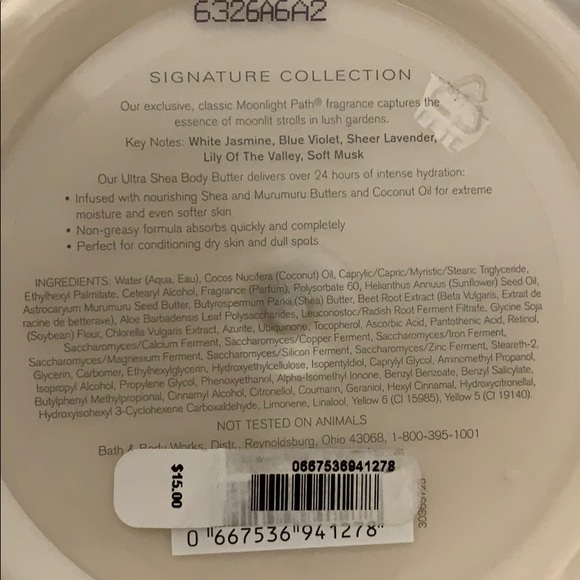 6326A6A2
SIGNATURE COLLECTION
Our exclusive, classic Moonlight Path® fragrance captures the
essence of moonlit strolls in lush gardens.
Key Notes: White Jasmine, Blue Violet, Sheer Lavender,
Lily Of The Valley, Soft Musk
Our Ultra Shea Body Butter delivers over 24 hours of intense hydration:
• Infused with nourishing Shea and Murumuru Butters and Coconut Oil for extreme
moisture and even softer skin
• Non-greasy formula absorbs quickly and completely
• Perfect for conditioning dry skin and dull spots
INGREDIENTS: Water (Aqua, Eau), Cocos Nucifera (Coconut) Oil, Caprylic/Capric/Myristic/Stearic Triglyceride,
Ethylhexyl Palmitate, Cetearyl Alcohol, Fragrance (Parfum), Polysorbate 60, Helianthus Annuus (Sunflower) Seed Oil,
Astrocaryum Murumuru Seed Butter, Butyrospermum Parkii (Shea) Butter, Beet Root Extract (Beta Vulgaris, Extrait de
racine de betterave), Aloe Barbadensis Leaf Polysaccharides, Leuconostoc/Radish Root Ferment Filtrate, Glycine Soja
(Soybean) Flour, Chlorella Vulgaris Extract, Azurite, Ubiquinone, Tocopherol, Ascorbic Acid, Pantothenic Acid, Retinol,
Saccharomyces/Calcium Ferment, Saccharomyces/Copper Ferment, Saccharomyces/Iron Ferment,
Saccharomyces/Magnesium Ferment, Saccharomyces/Silicon Ferment, Saccharomyces/Zinc Ferment, Steareth-2,
Glycerin, Carbomer, Ethylhexylglycerin, Hydroxyethylcellulose, Isopentyldiol, Caprylyl Glycol, Aminomethyl Propanol,
Isopropyl Alcohol, Propylene Glycol, Phenoxyethanol, Alpha-Isomethyl Ionone, Benzyl Benzoate, Benzyl Salicylate,
Butylphenyl Methylpropional, Cinnamyl Alcohol, Citronellol, Coumarin, Geraniol, Hexyl Cinnamal, Hydroxycitronellal,
Hydroxyisohexyl 3-Cyclohexene Carboxaldehyde, Limonene, Linalool, Yellow 6 (CI 15985), Yellow 5 (CI 19140).
NOT TESTED ON ANIMALS
Bath & Body Works, Distr., Reynoldsburg, Ohio 43068, 1-800-395-1001
$15.00
0667536941278
0 667536 941278